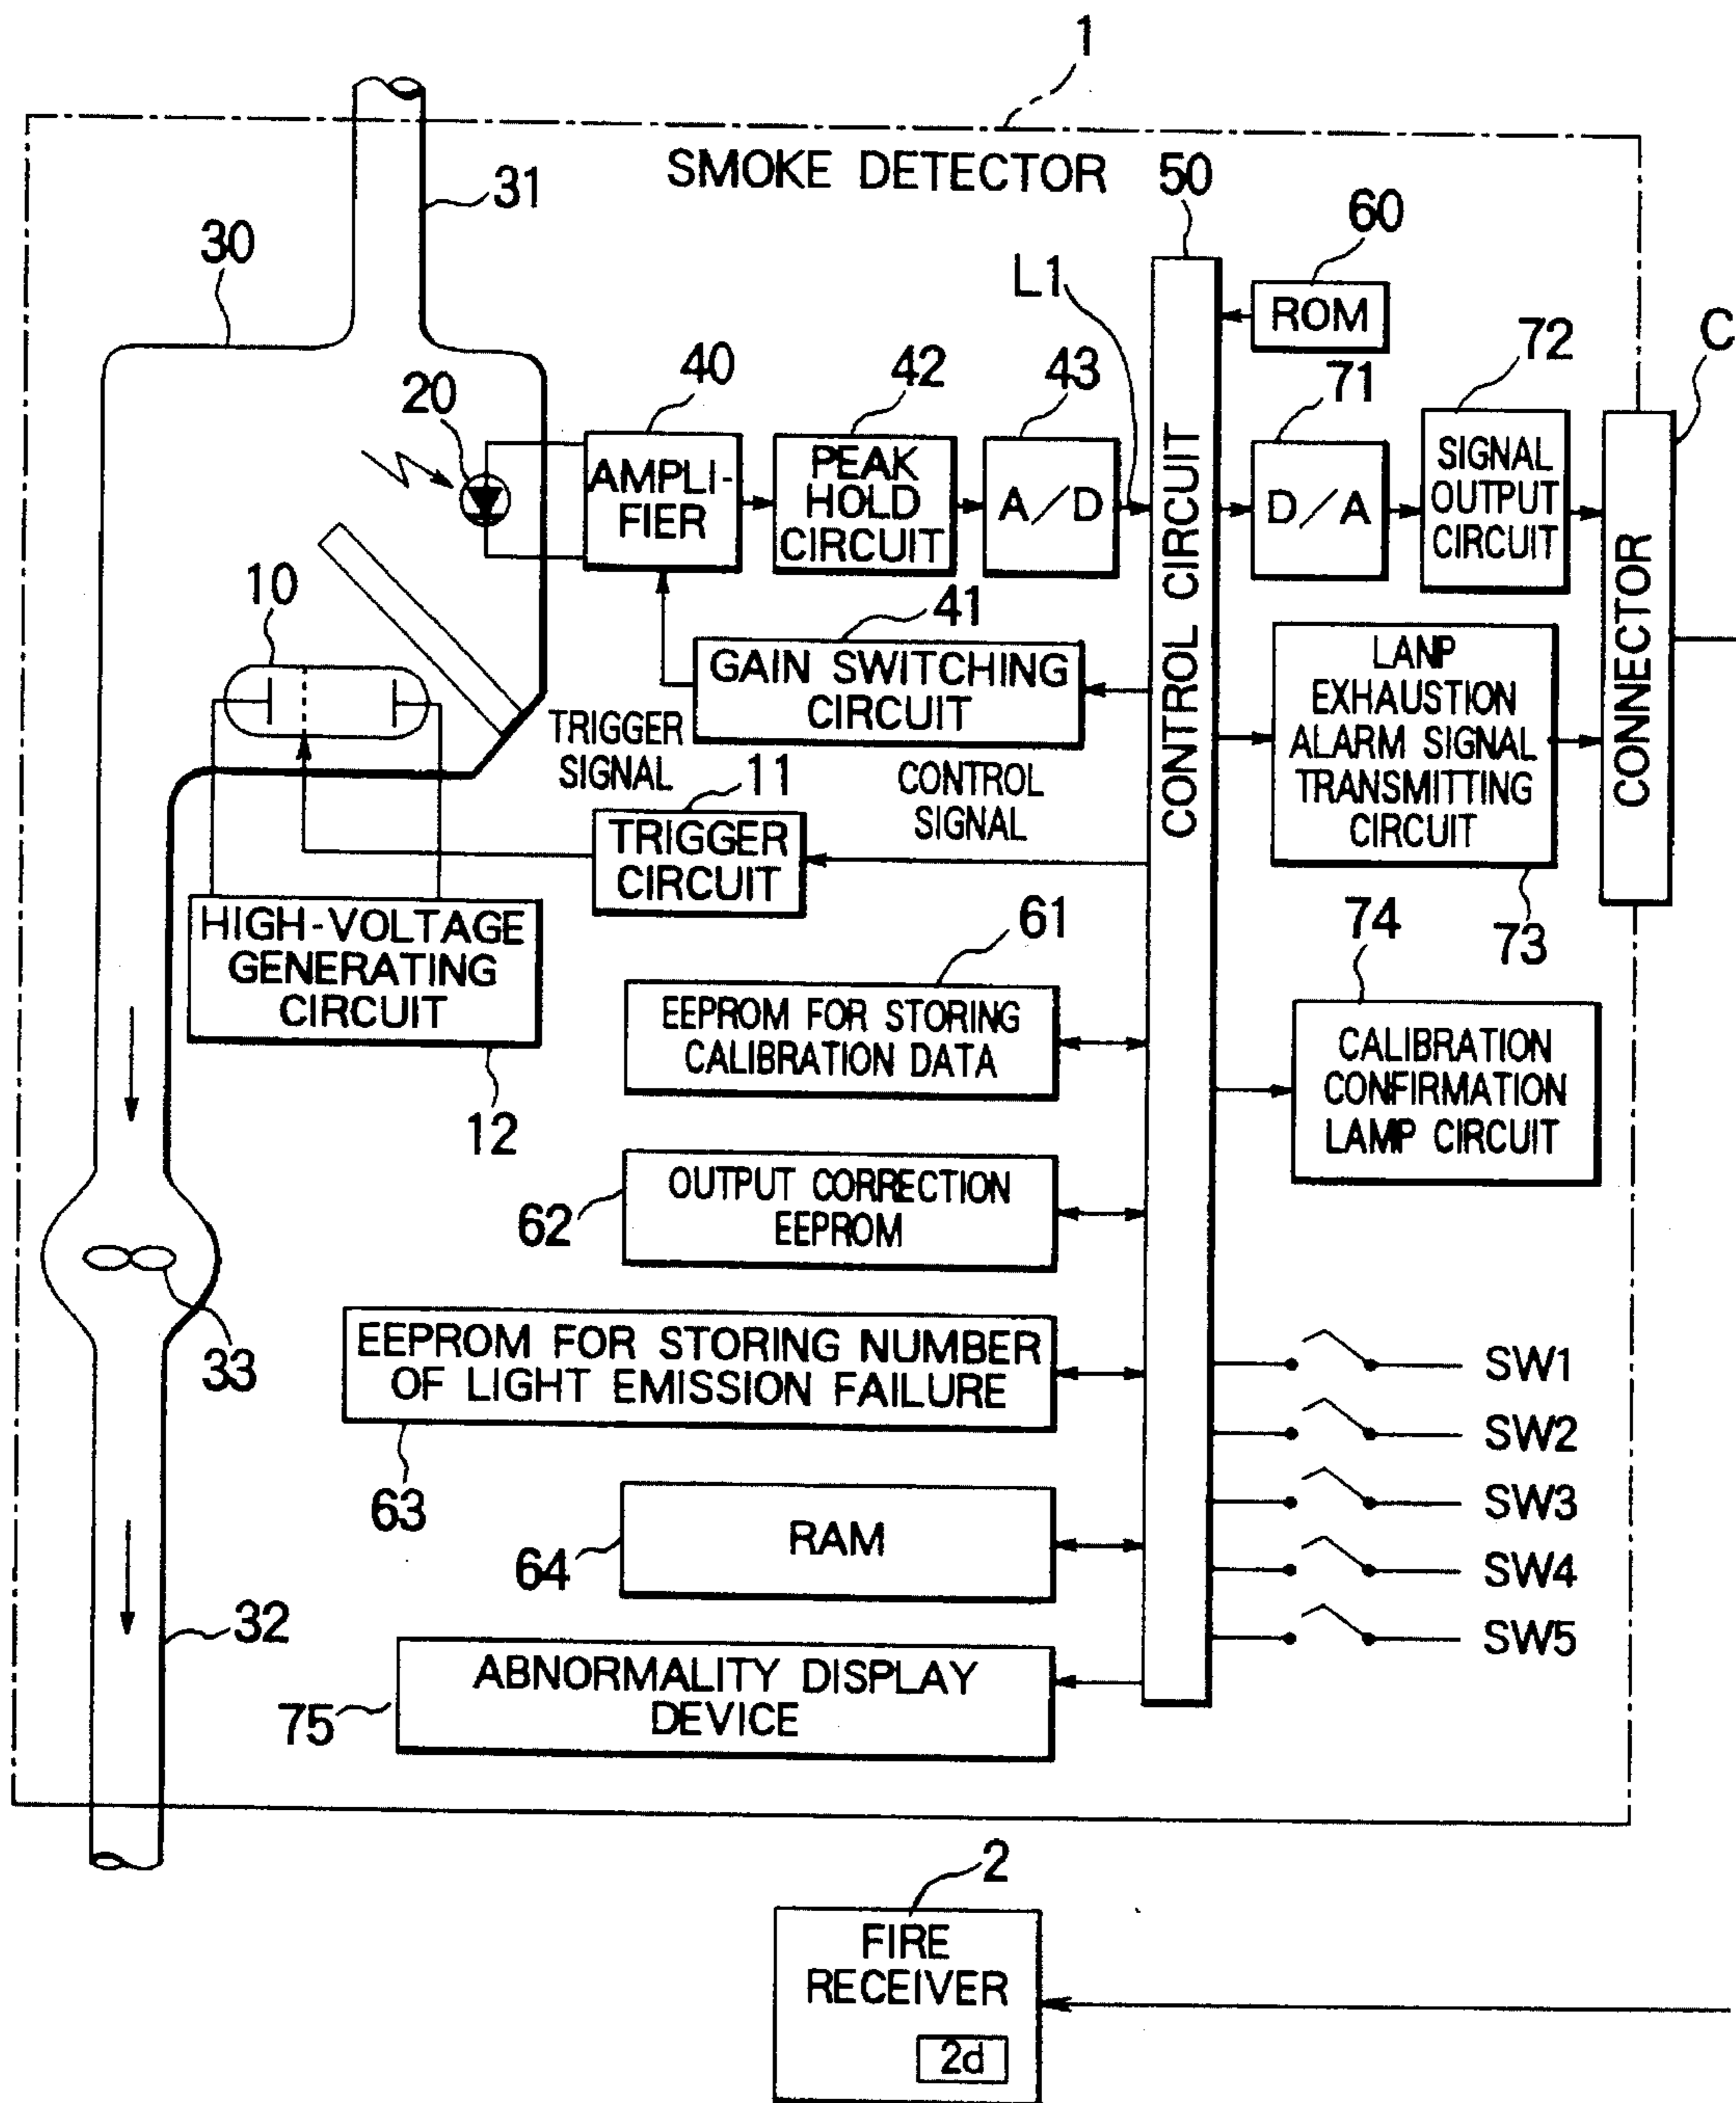 1
SMOKE DETECTOR
50
31
60
30
L1
ROM
C
72
40
42
43
71
20
AMPLI-
FIER
PEAK
HOLD
CIRCUIT
A/D
CONTROL CIRCUIT
D/A
SIGNAL
OUTPUT
CIRCUIT
CONNECTOR
10
41
GAIN SWITCHING
CIRCUIT
LANP
EXHAUSTION
ALARM SIGNAL
TRANSMITTING
CIRCUIT
TRIGGER
SIGNAL
11
CONTROL
SIGNAL
TRIGGER
CIRCUIT
73
HIGH-VOLTAGE
GENERATING
CIRCUIT
12
61
74
EEPROM FOR STORING
CALIBRATION DATA
CALIBRATION
CONFIRMATION
LAMP CIRCUIT
62
OUTPUT CORRECTION
EEPROM
33
EEPROM FOR STORING NUMBER
OF LIGHT EMISSION FAILURE
63
SW1
SW2
SW3
SW4
SW5
64
RAM
32
75
ABNORMALITY DISPLAY
DEVICE
2
FIRE
RECEIVER
2d